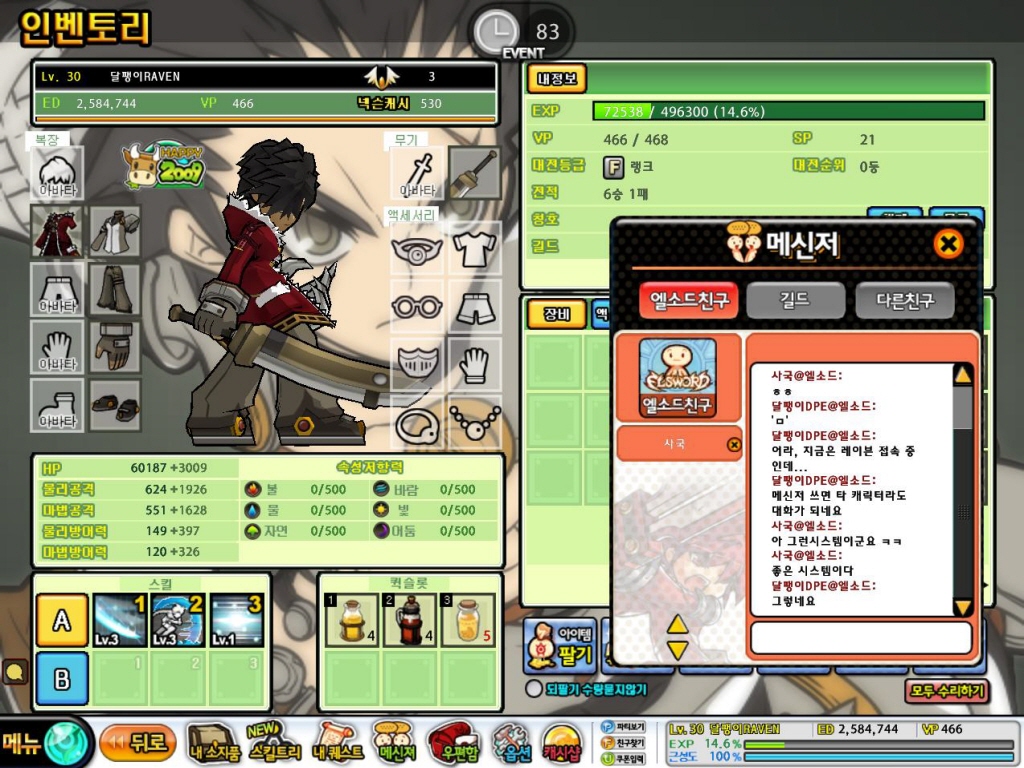 인벤토리
83
EVENT
Lv. 30 달팽이RAVEN 3
ED 2,584,744 VP 466 넥슨캐시 530
복장
HAPPY 2009
무기
아바타
아바타
액세서리
아바타
아바타
아바타
HP 60187 +3009
물리공격 624 +1926
마법공격 551 +1628
물리방어력 149 +397
마법방어력 120 +326
속성저항력
불 0/500 바람 0/500
물 0/500 빛 0/500
자연 0/500 어둠 0/500
스킬
A 1 Lv.3 2 Lv.3 3 Lv.1
B 1 2 3
퀵슬롯
1 4 2 4 3 5
내정보
EXP 72538 / 496300 (14.6%)
VP 466 / 468 SP 21
대전등급 F 랭크 대전순위 0등
전적 6승 1패
칭호
길드
장비
메신저
엘소드친구 길드 다른친구
ELSWORD
엘소드친구
사국
사국@엘소드:
ㅎㅎ
달팽이DPE@엘소드:
'ㅁ'
달팽이DPE@엘소드:
어라, 지금은 레이븐 접속 중
인데...
달팽이DPE@엘소드:
메신저 쓰면 타 캐릭터라도
대화가 되네요
사국@엘소드:
아 그런시스템이군요 ㅋㅋ
사국@엘소드:
좋은 시스템이다
달팽이DPE@엘소드:
그렇네요
아이템
팔기
되팔기 수량묻지않기
모두 수리하기
메뉴 뒤로 내 소지품 NEW 스킬트리 내 퀘스트 메신저 우편함 옵션 캐시샵
파티보기
친구찾기
쿠폰입력
Lv. 30 달팽이RAVEN ED 2,584,744 VP 466
EXP 14.6%
근성도 100%